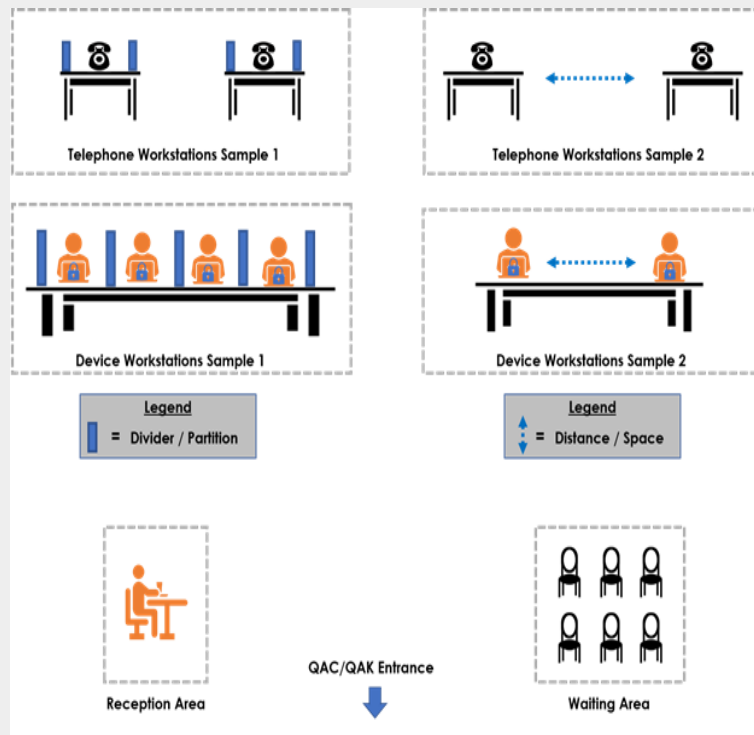 Telephone Workstations Sample 1
Telephone Workstations Sample 2
Device Workstations Sample 1
Device Workstations Sample 2
Legend
= Divider / Partition
Legend
= Distance / Space
QAC/QAK Entrance
Reception Area
Waiting Area